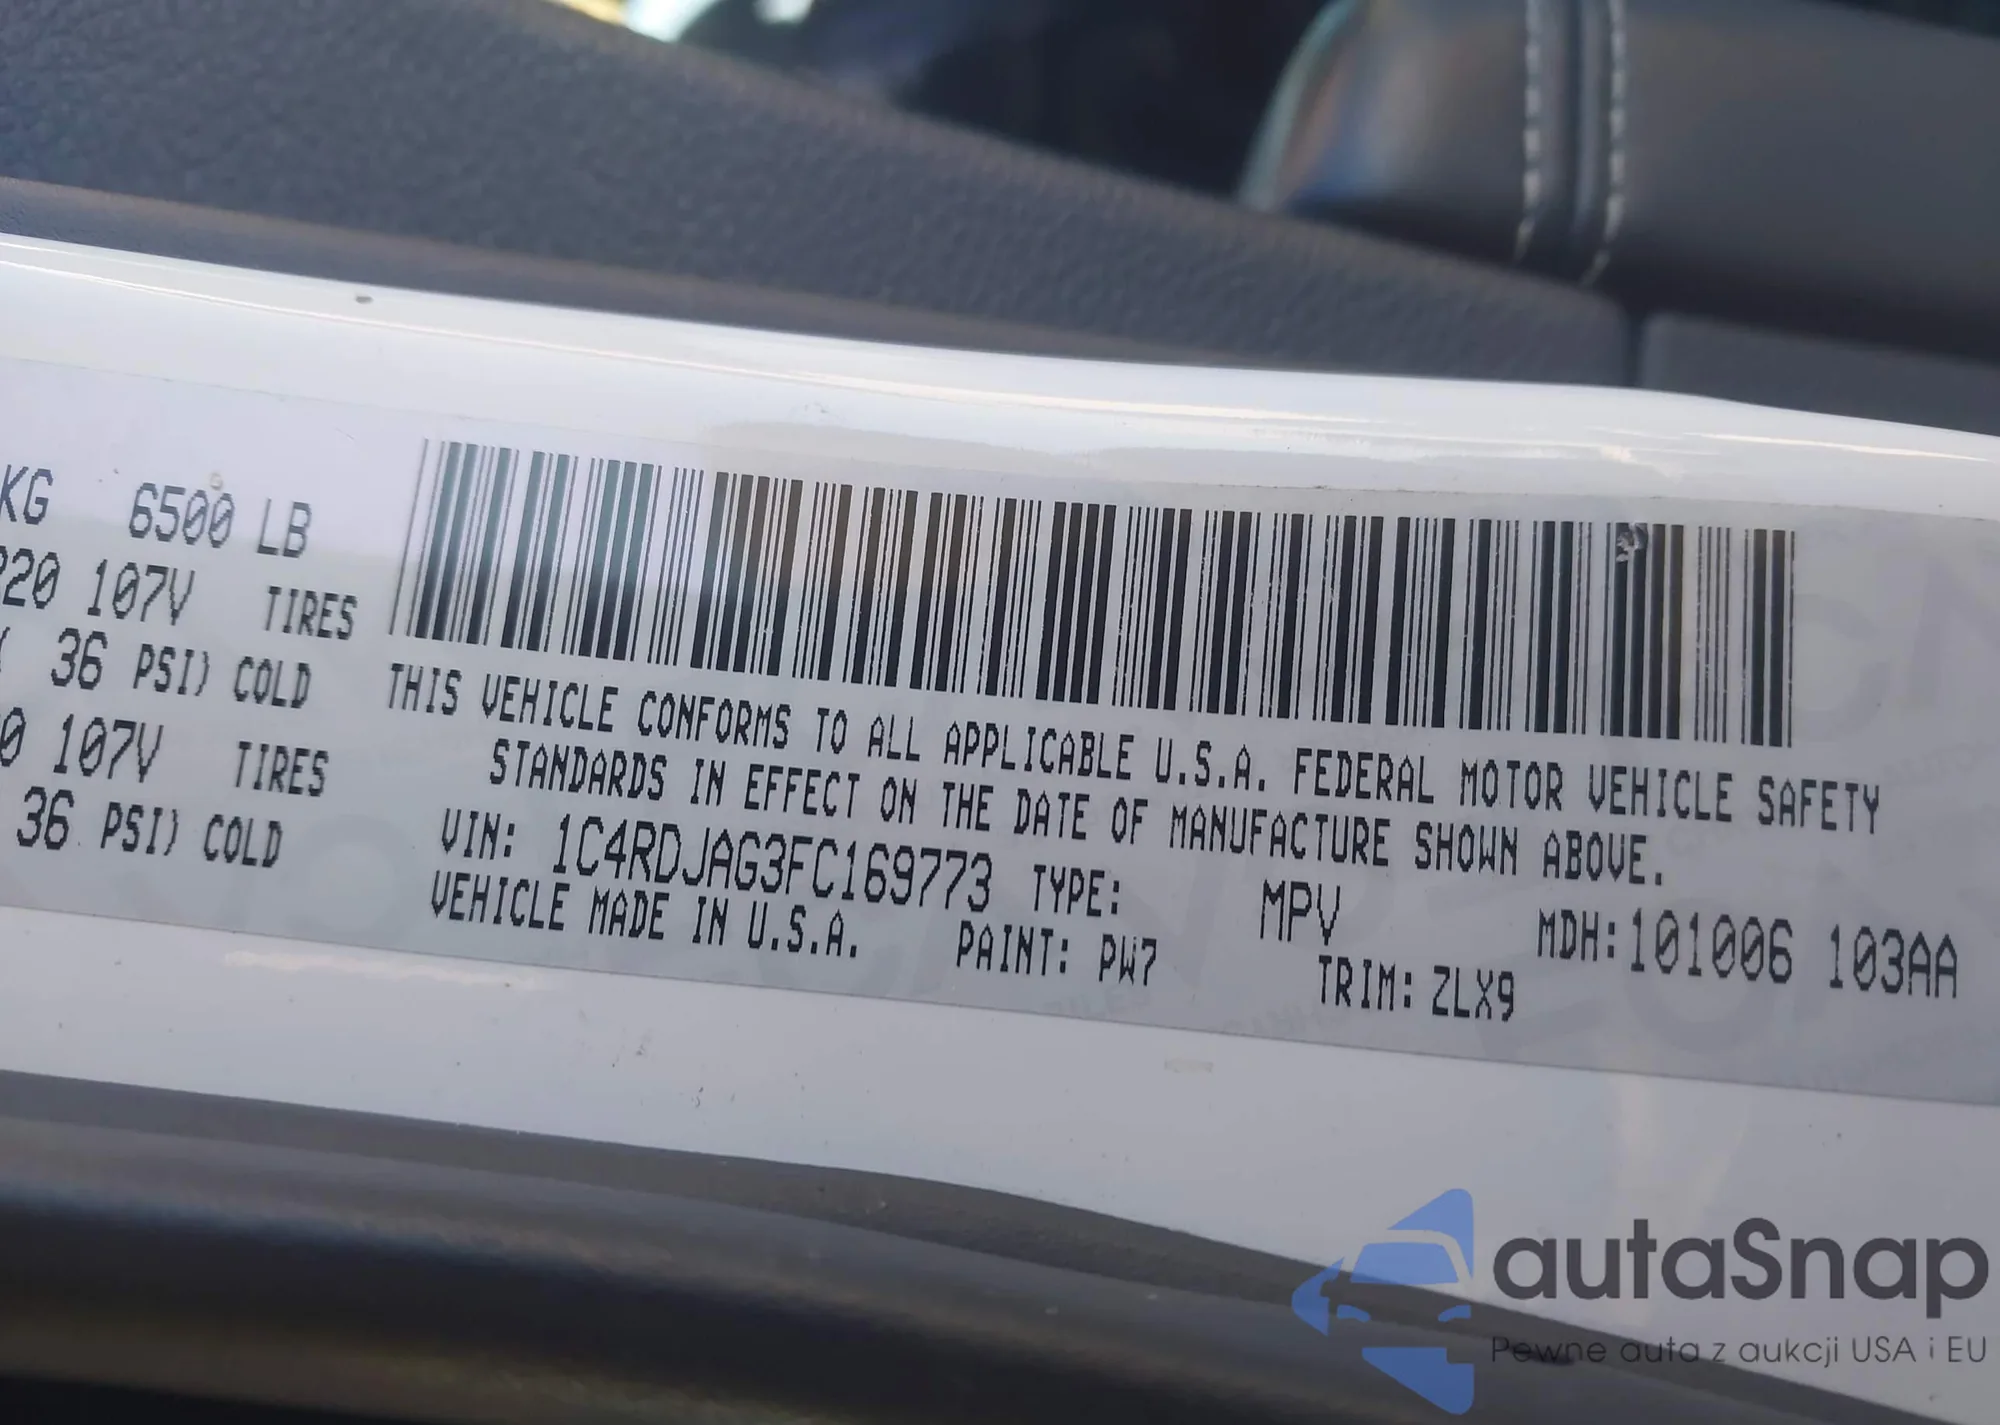 KG 6500 LB
220 107V TIRES
36 PSI) COLD
0 107V TIRES
36 PSI) COLD
THIS VEHICLE CONFORMS TO ALL APPLICABLE U.S.A. FEDERAL MOTOR VEHICLE SAFETY
STANDARDS IN EFFECT ON THE DATE OF MANUFACTURE SHOWN ABOVE.
VIN: 1C4RDJAG3FC169773 TYPE: MPV MDH:101006 103AA
VEHICLE MADE IN U.S.A. PAINT: PW7 TRIM: ZLX9
autaSnap
Pewne auta z aukcji USA i EU